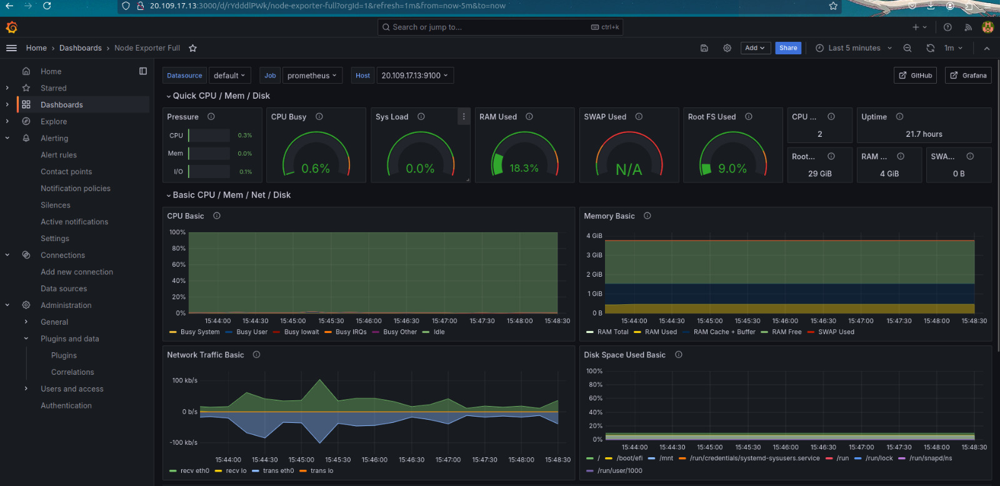 20.109.17.13:3000/d/rYdddlPWk/node-exporter-full?orgId=1&refresh=1m&from=now-5m&to=now
Search or jump to...
ctrl+k
Home › Dashboards › Node Exporter Full
Add
Share
Last 5 minutes
1m
Home
Starred
Dashboards
Explore
Alerting
Alert rules
Contact points
Notification policies
Silences
Active notifications
Settings
Connections
Add new connection
Data sources
Administration
General
Plugins and data
Plugins
Correlations
Users and access
Authentication
Datasource default Job prometheus Host 20.109.17.13:9100
GitHub
Grafana
Quick CPU / Mem / Disk
Pressure
CPU 0.3%
Mem 0.0%
I/O 0.1%
CPU Busy
0.6%
Sys Load
0.0%
RAM Used
18.3%
SWAP Used
N/A
Root FS Used
9.0%
CPU ...
2
Uptime
21.7 hours
Root...
29 GiB
RAM ...
4 GiB
SWA...
0 B
Basic CPU / Mem / Net / Disk
CPU Basic
100%
80%
60%
40%
20%
0%
15:44:00 15:44:30 15:45:00 15:45:30 15:46:00 15:46:30 15:47:00 15:47:30 15:48:00 15:48:30
Busy System Busy User Busy Iowait Busy IRQs Busy Other Idle
Memory Basic
4 GiB
3 GiB
2 GiB
1 GiB
0 B
15:44:00 15:44:30 15:45:00 15:45:30 15:46:00 15:46:30 15:47:00 15:47:30 15:48:00 15:48:30
RAM Total RAM Used RAM Cache + Buffer RAM Free SWAP Used
Network Traffic Basic
100 kb/s
0 b/s
-100 kb/s
15:44:00 15:44:30 15:45:00 15:45:30 15:46:00 15:46:30 15:47:00 15:47:30 15:48:00 15:48:30
recv eth0 recv lo trans eth0 trans lo
Disk Space Used Basic
100%
80%
60%
40%
20%
0%
15:44:00 15:44:30 15:45:00 15:45:30 15:46:00 15:46:30 15:47:00 15:47:30 15:48:00 15:48:30
/ /boot/efi /mnt /run/credentials/systemd-sysusers.service /run /run/lock /run/snapd/ns
/run/user/1000